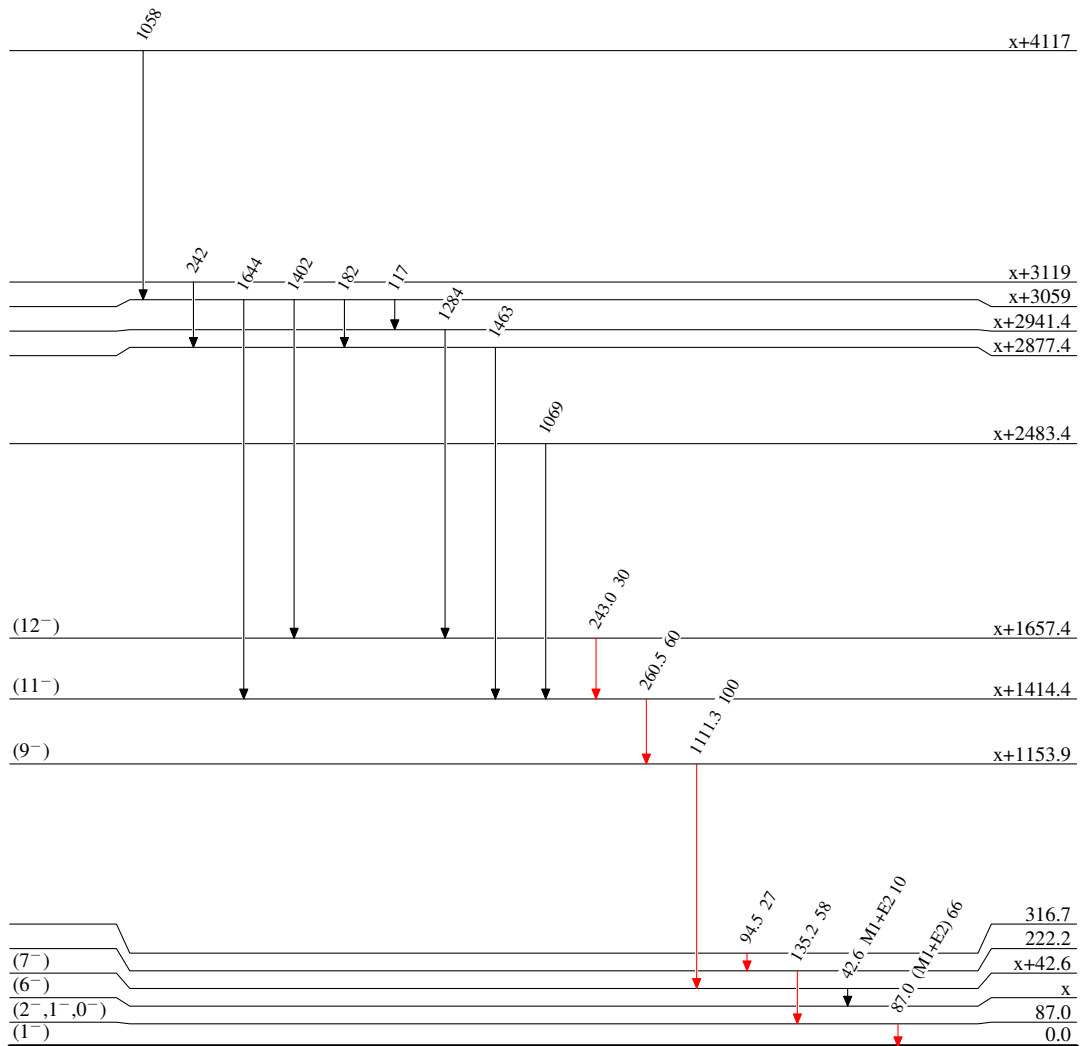 1058
x+4117
242
1644
1402
182
117
x+3119
x+3059
1284
x+2941.4
1463
x+2877.4
1069
x+2483.4
243.0 30
(12⁻)
x+1657.4
260.5 60
(11⁻)
x+1414.4
1111.3 100
(9⁻)
x+1153.9
94.5 27
135.2 58
42.6 M1+E2 10
87.0 (M1+E2) 66
316.7
222.2
(7⁻)
x+42.6
(6⁻)
x
(2⁻,1⁻,0⁻)
87.0
(1⁻)
0.0